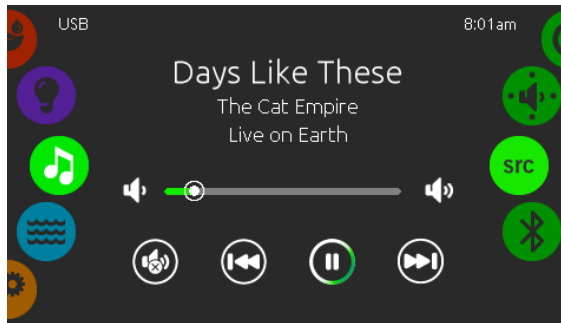 USB
8:01am
Days Like These
The Cat Empire
Live on Earth
src